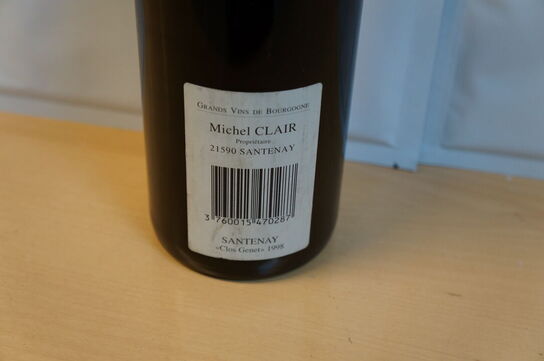 GRANDS VINS DE BOURGOGNE
Michel CLAIR
Propriétaire
21590 SANTENAY
3 760015 470287
SANTENAY
«Clos Genet» 1998